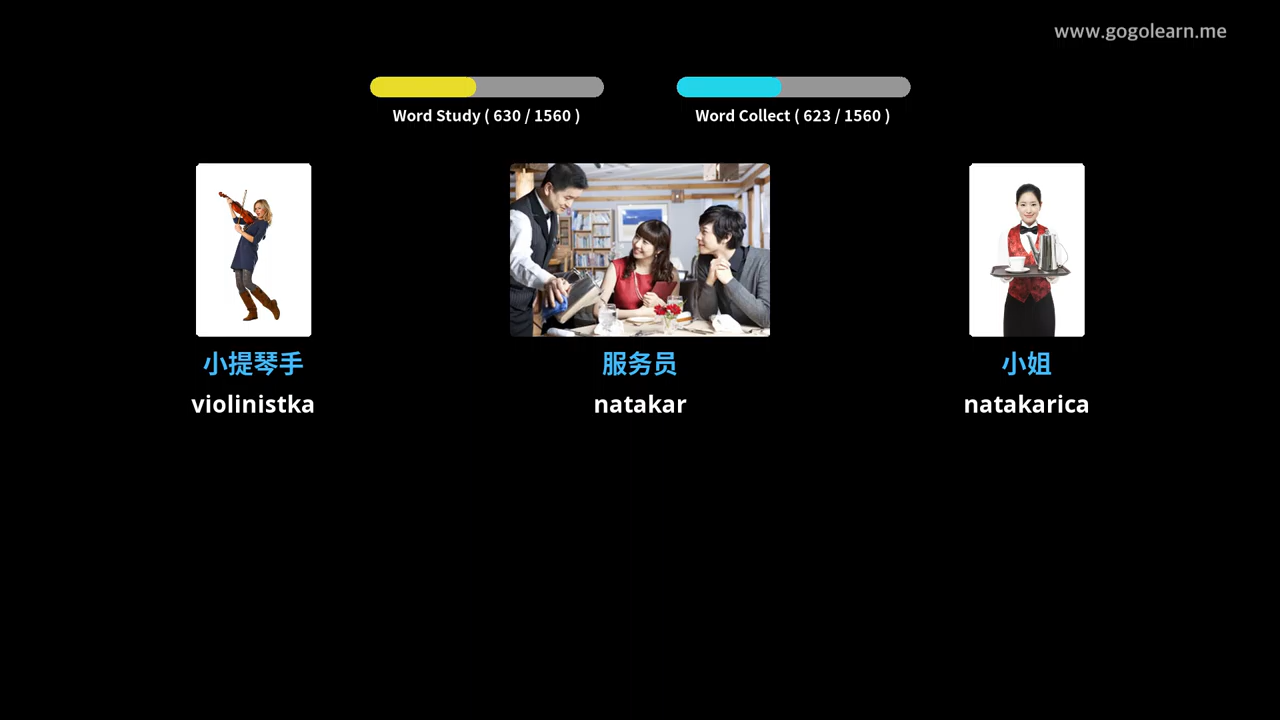 www.gogolearn.me
Word Study ( 630 / 1560 )
Word Collect ( 623 / 1560 )
小提琴手
服务员
小姐
violinistka
natakar
natakarica